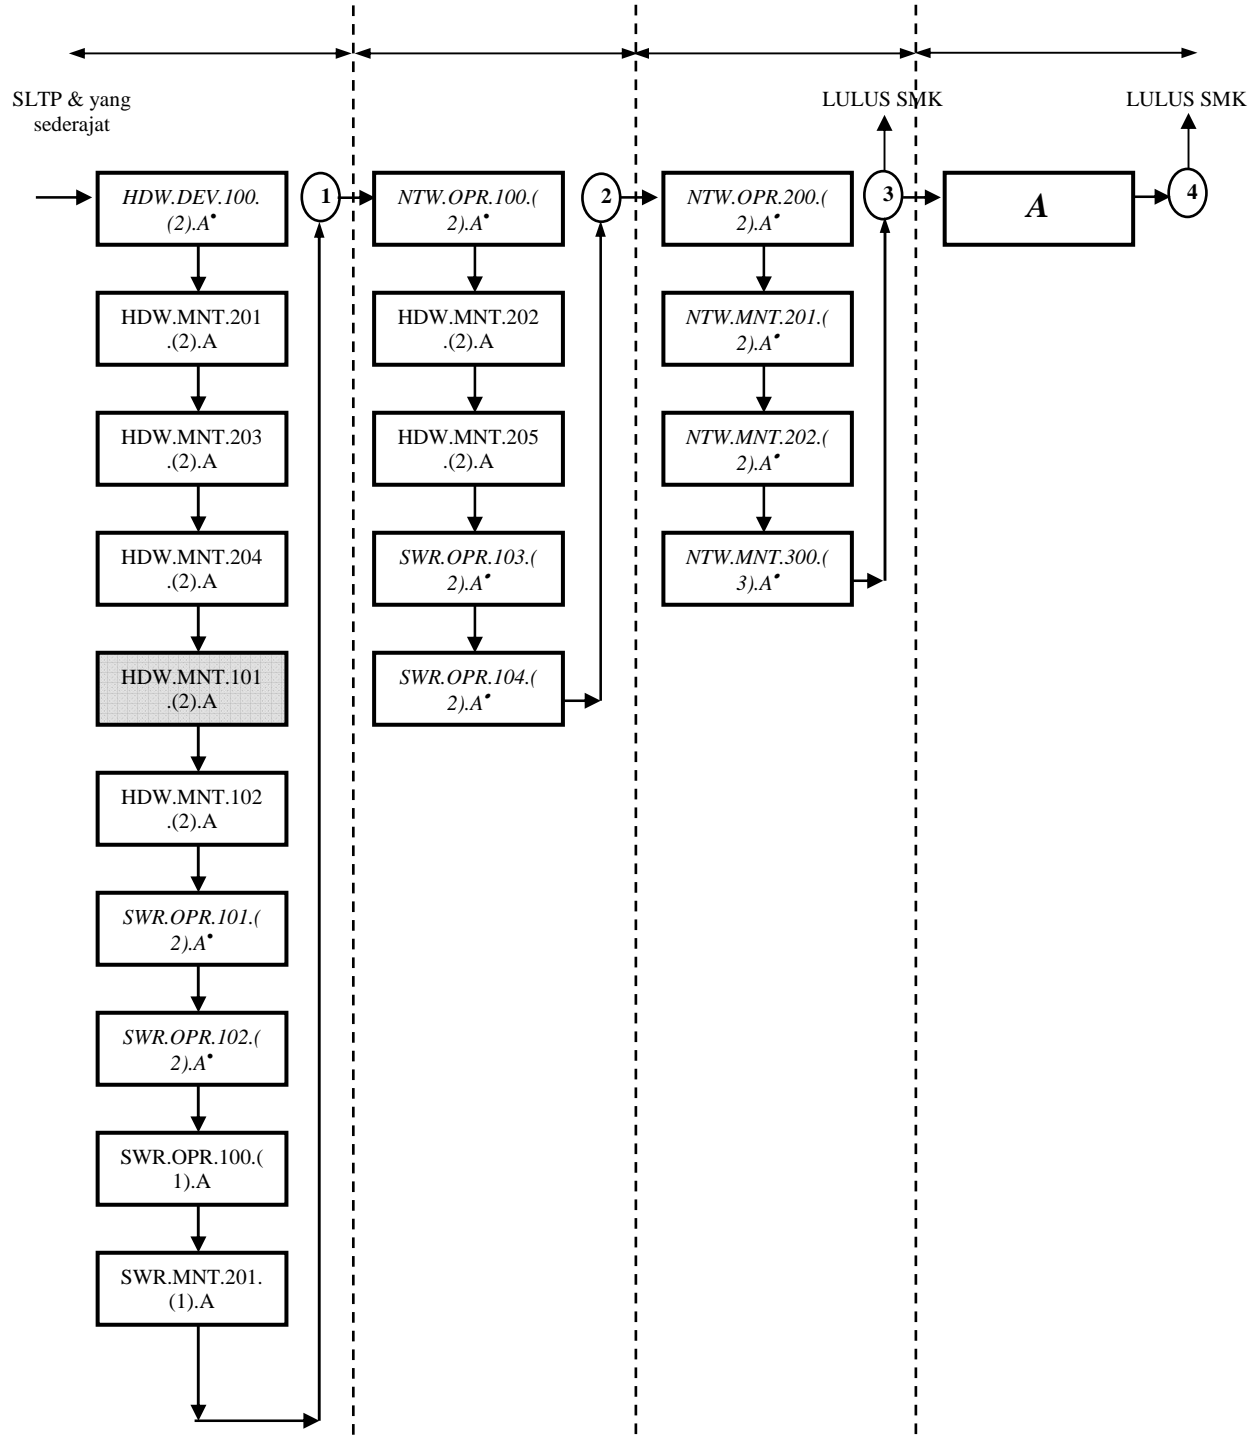 SLTP & yang
sederajat
HDW.DEV.100.
(2).A•
HDW.MNT.201
.(2).A
HDW.MNT.203
.(2).A
HDW.MNT.204
.(2).A
HDW.MNT.101
.(2).A
HDW.MNT.102
.(2).A
SWR.OPR.101.(
2).A•
SWR.OPR.102.(
2).A•
SWR.OPR.100.(
1).A
SWR.MNT.201.
(1).A
1
NTW.OPR.100.(
2).A•
HDW.MNT.202
.(2).A
HDW.MNT.205
.(2).A
SWR.OPR.103.(
2).A•
SWR.OPR.104.(
2).A•
2
NTW.OPR.200.(
2).A•
NTW.MNT.201.(
2).A•
NTW.MNT.202.(
2).A•
NTW.MNT.300.(
3).A•
LULUS SMK
3
A
LULUS SMK
4